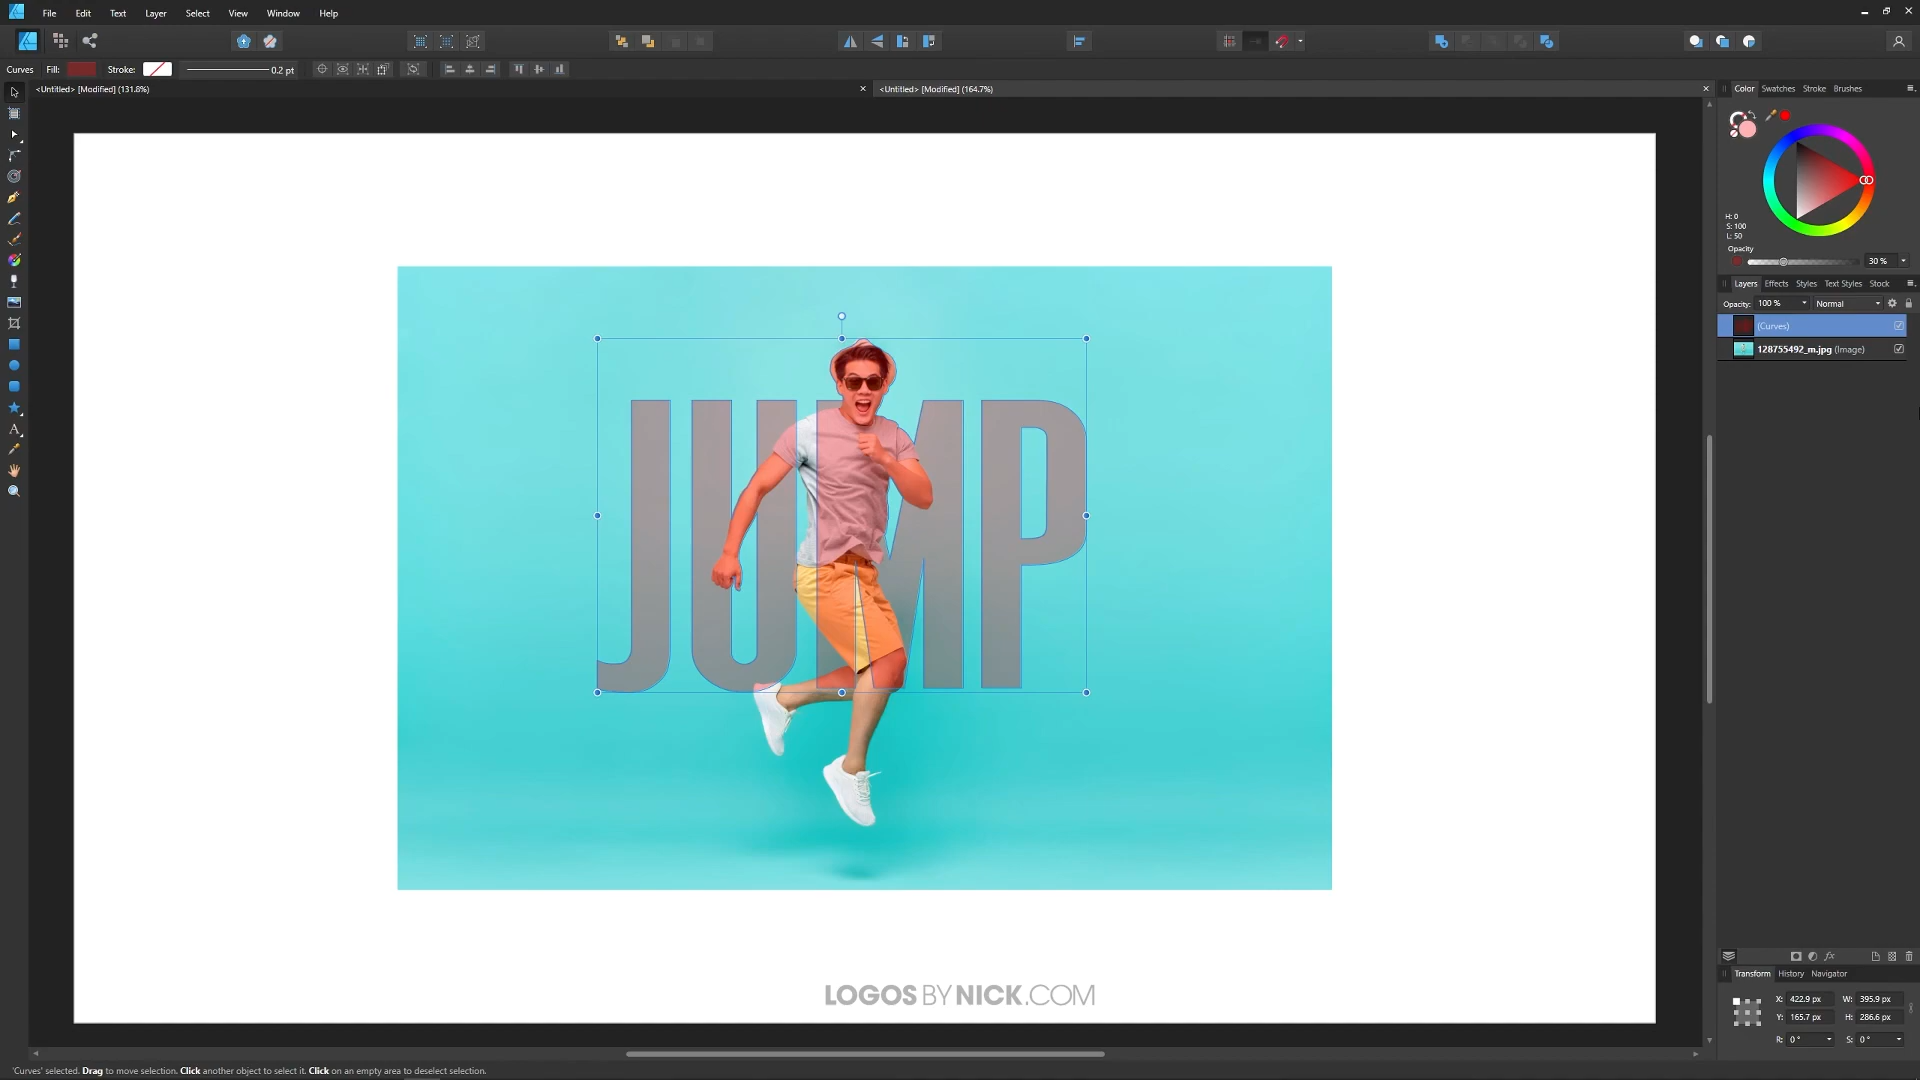 File Edit Text Layer Select View Window Help
Curves Fill: Stroke: 0.2 pt
<Untitled> [Modified] (131.8%)
<Untitled> [Modified] (164.7%)
Color Swatches Stroke Brushes
H: 0
S: 100
L: 50
Opacity
30 %
Layers Effects Styles Text Styles Stock
Opacity: 100 % Normal
(Curves)
128755492_m.jpg (Image)
JUMP
LOGOS BY NICK.COM
Transform History Navigator
X: 422.9 px W: 395.9 px
Y: 165.7 px H: 286.6 px
R: 0 ° S: 0 °
'Curves' selected. Drag to move selection. Click another object to select it. Click on an empty area to deselect selection.